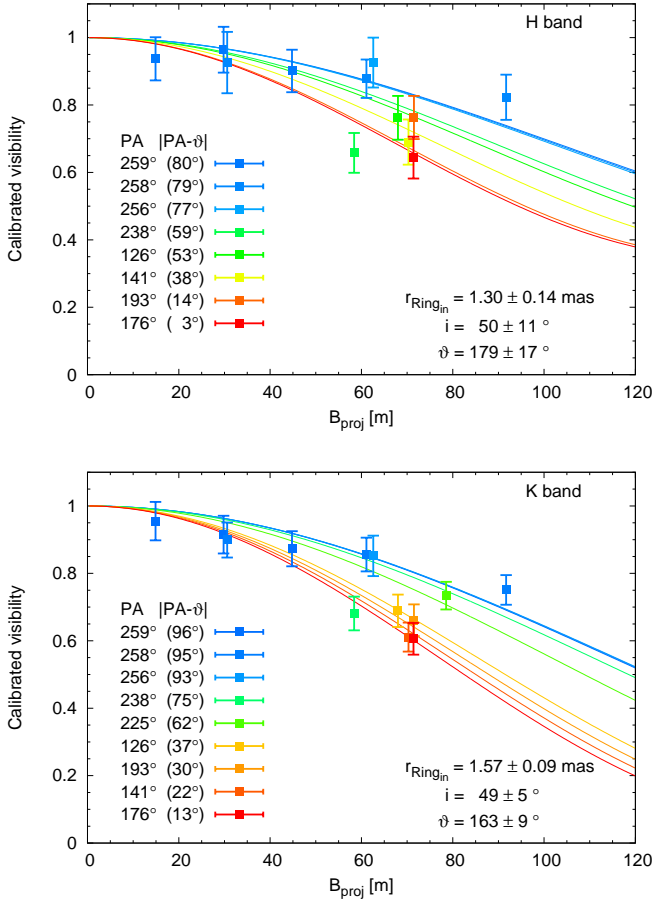 H band
1
0.8
0.6
0.4
0.2
0
Calibrated visibility
PA |PA-ϑ|
259° (80°)
258° (79°)
256° (77°)
238° (59°)
126° (53°)
141° (38°)
193° (14°)
176° ( 3°)
r_Ring_in = 1.30 ± 0.14 mas
i = 50 ± 11 °
ϑ = 179 ± 17 °
0 20 40 60 80 100 120
B_proj [m]
K band
1
0.8
0.6
0.4
0.2
0
Calibrated visibility
PA |PA-ϑ|
259° (96°)
258° (95°)
256° (93°)
238° (75°)
225° (62°)
126° (37°)
193° (30°)
141° (22°)
176° (13°)
r_Ring_in = 1.57 ± 0.09 mas
i = 49 ± 5 °
ϑ = 163 ± 9 °
0 20 40 60 80 100 120
B_proj [m]